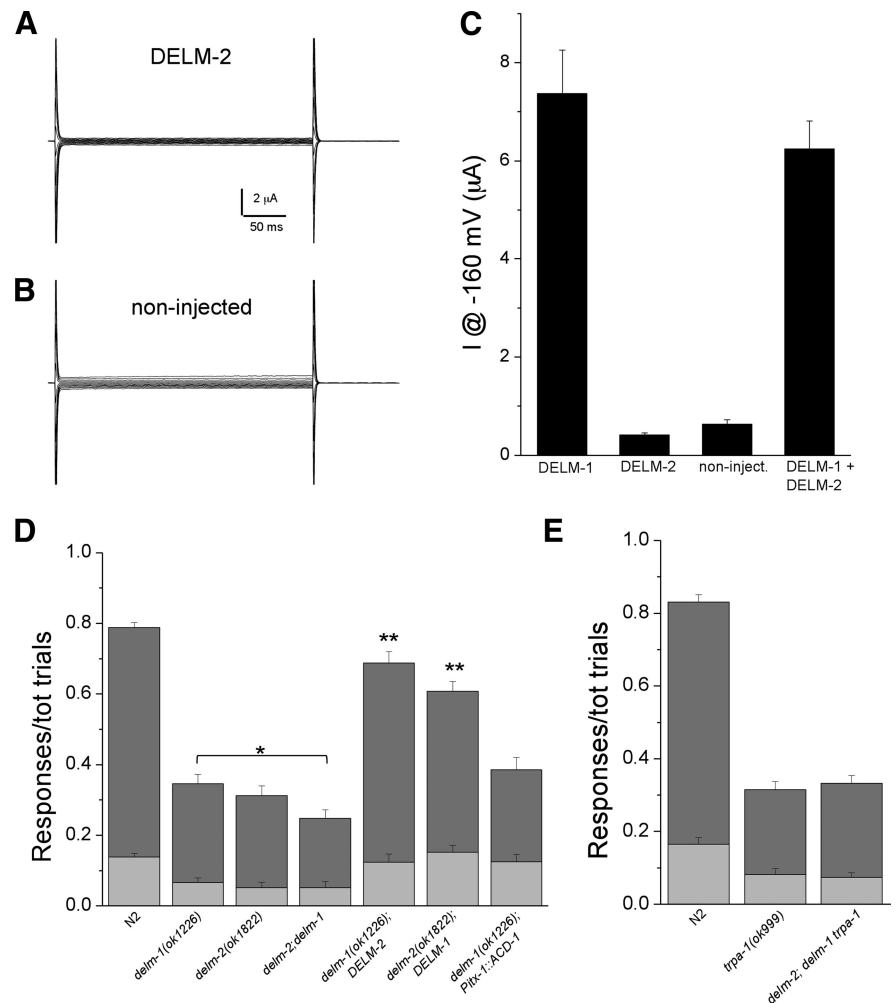 A
DELM-2
2 μA
50 ms
B
non-injected
C
I @ -160 mV (μA)
8
6
4
2
0
DELM-1
DELM-2
non-inject.
DELM-1 +
DELM-2
D
Responses/tot trials
1.0
0.8
0.6
0.4
0.2
0.0
*
**
**
N2
delm-1(ok1226)
delm-2(ok1822)
delm-2;delm-1
delm-1(ok1226);
DELM-2
delm-2(ok1822);
DELM-1
delm-1(ok1226);
Pitx-1::ACD-1
E
Responses/tot trials
1.0
0.8
0.6
0.4
0.2
0.0
N2
trpa-1(ok999)
delm-2; delm-1 trpa-1